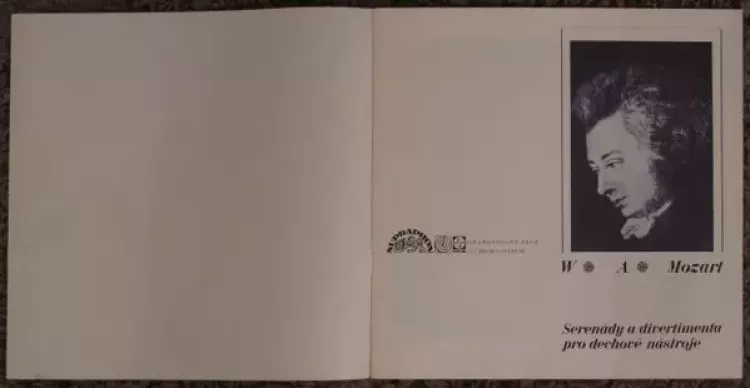 SUPRAPHON
W A Mozart
Serenády a divertimenta
pro dechové nástroje